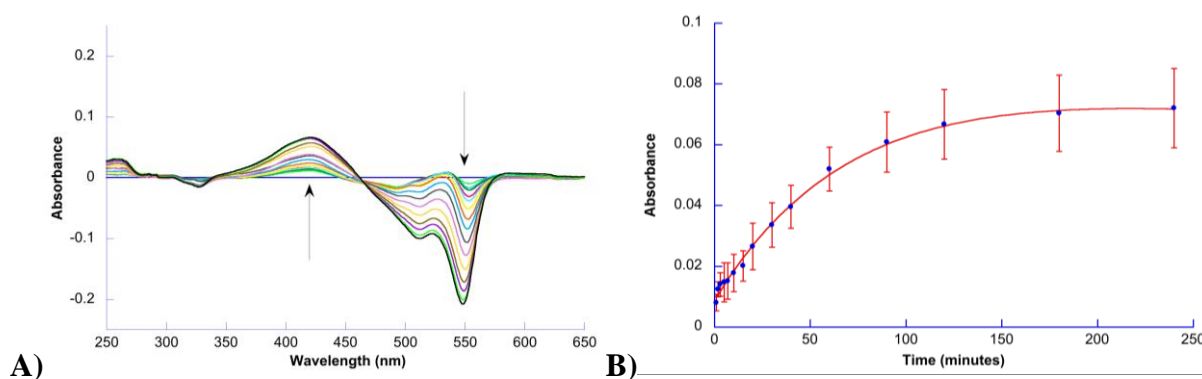 A)
Absorbance
0.2
0.1
0
-0.1
-0.2
250 300 350 400 450 500 550 600 650
Wavelength (nm)
B)
Absorbance
0.1
0.08
0.06
0.04
0.02
0
0 50 100 150 200 250
Time (minutes)